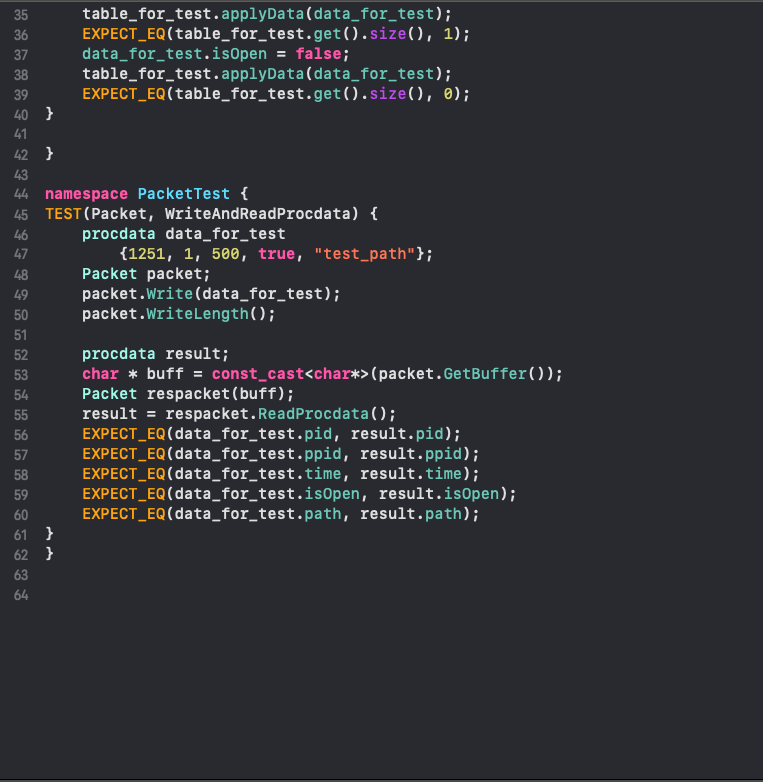 35 table_for_test.applyData(data_for_test);
36 EXPECT_EQ(table_for_test.get().size(), 1);
37 data_for_test.isOpen = false;
38 table_for_test.applyData(data_for_test);
39 EXPECT_EQ(table_for_test.get().size(), 0);
40 }
41
42 }
43
44 namespace PacketTest {
45 TEST(Packet, WriteAndReadProcdata) {
46 procdata data_for_test
47 {1251, 1, 500, true, "test_path"};
48 Packet packet;
49 packet.Write(data_for_test);
50 packet.WriteLength();
51
52 procdata result;
53 char * buff = const_cast<char*>(packet.GetBuffer());
54 Packet respacket(buff);
55 result = respacket.ReadProcdata();
56 EXPECT_EQ(data_for_test.pid, result.pid);
57 EXPECT_EQ(data_for_test.ppid, result.ppid);
58 EXPECT_EQ(data_for_test.time, result.time);
59 EXPECT_EQ(data_for_test.isOpen, result.isOpen);
60 EXPECT_EQ(data_for_test.path, result.path);
61 }
62 }
63
64